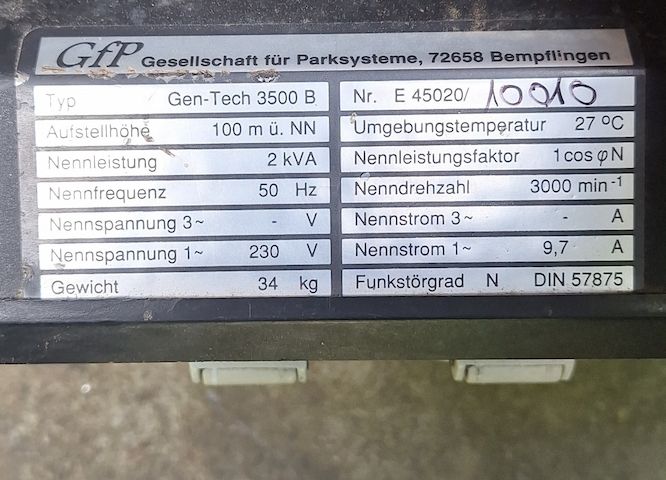 GfP Gesellschaft für Parksysteme, 72658 Bempflingen
Typ Gen-Tech 3500 B
Nr. E 45020/ 10010
Aufstellhöhe 100 m ü. NN
Umgebungstemperatur 27 ºC
Nennleistung 2 kVA
Nennleistungsfaktor 1 cos φ N
Nennfrequenz 50 Hz
Nenndrehzahl 3000 min-1
Nennspannung 3~ - V
Nennstrom 3~ - A
Nennspannung 1~ 230 V
Nennstrom 1~ 9,7 A
Gewicht 34 kg
Funkstörgrad N DIN 57875